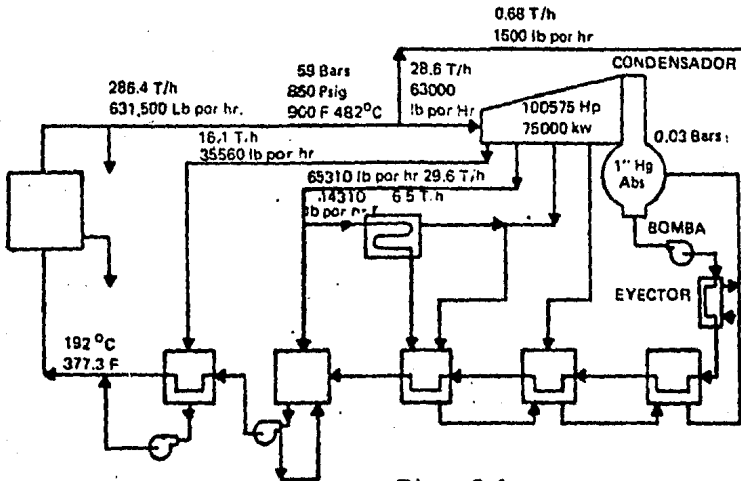 0.68 T/h
1500 lb por hr
CONDENSADOR
286.4 T/h
631,500 Lb por hr.
59 Bars
850 Psig
900 F 482°C
28.6 T/h
63000
lb por Hr
100575 Hp
75000 kw
0.03 Bars
1" Hg
Abs
16.1 T.h
35560 lb por hr
65310 lb por hr 29.6 T/h
14310 6.5 T.h
lb por hr
BOMBA
EYECTOR
192 °C
377.3 F